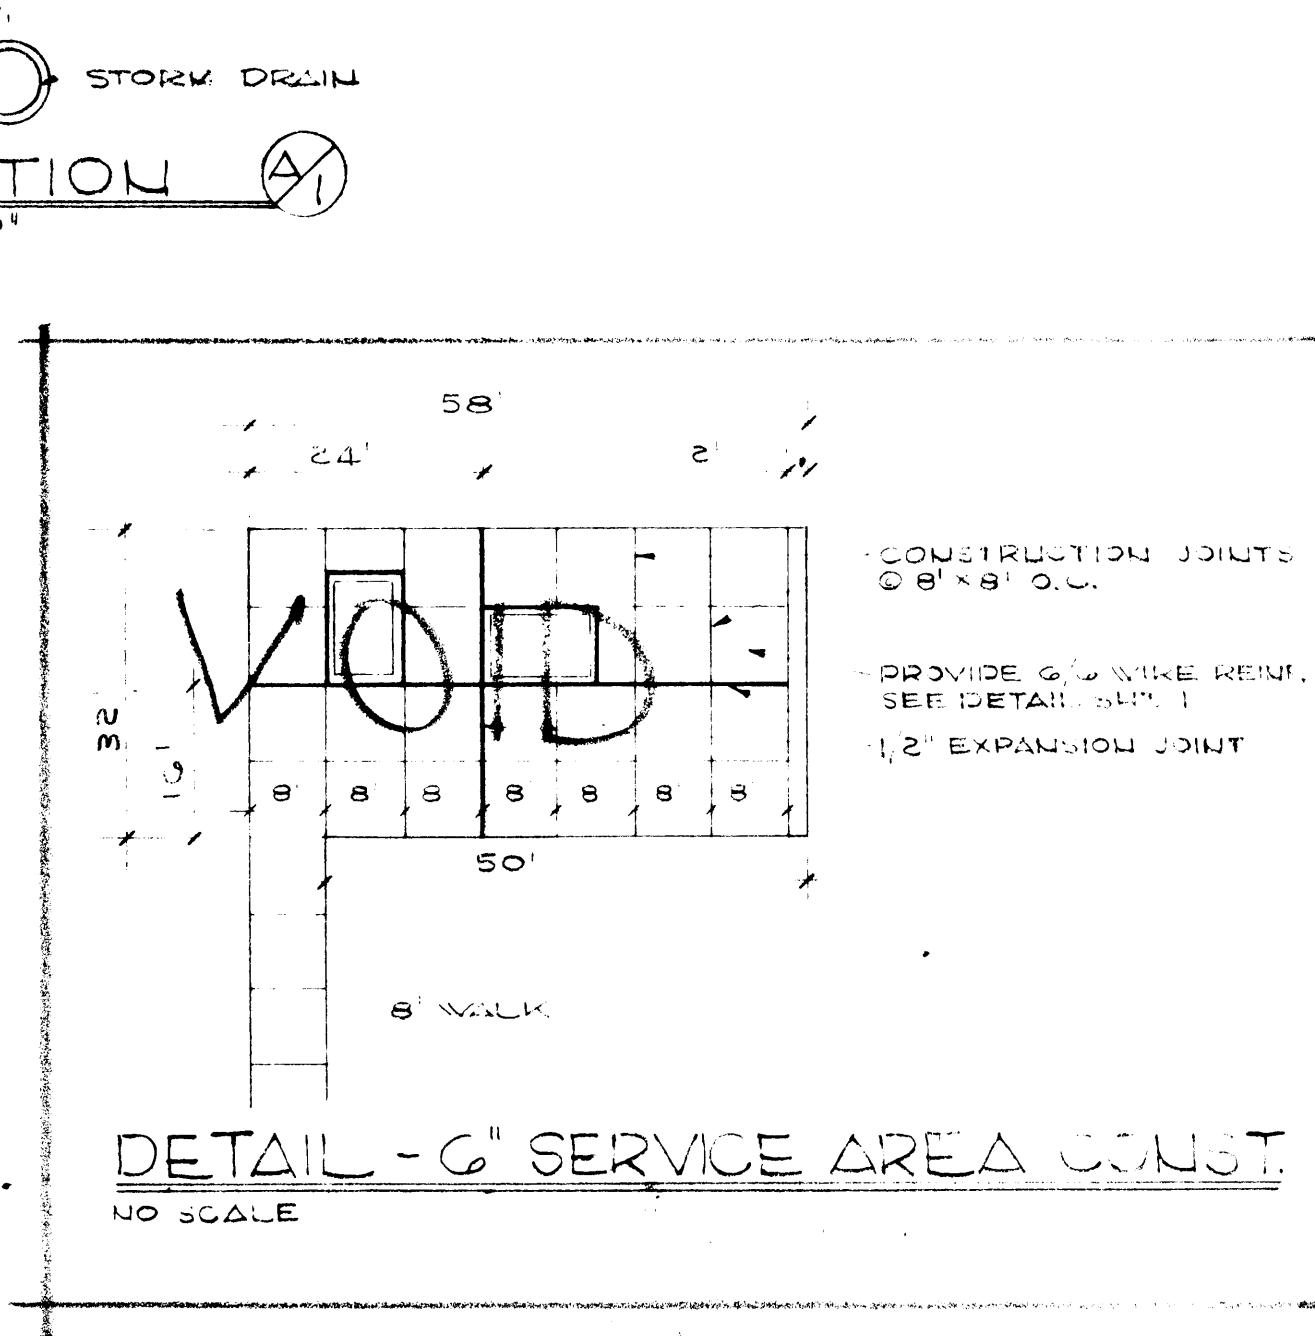 STORM DRAIN
TION
A/1
58'
24' 2'
CONSTRUCTION JOINTS
@ 8' x 8' O.C.
PROVIDE 6/6 WIRE REINF.
SEE DETAIL SHT. 1
1/2" EXPANSION JOINT
VOID
32
16'
8' 8' 8 8' 8 8' 8
50'
8' WALK
DETAIL - 6" SERVICE AREA CONST.
NO SCALE